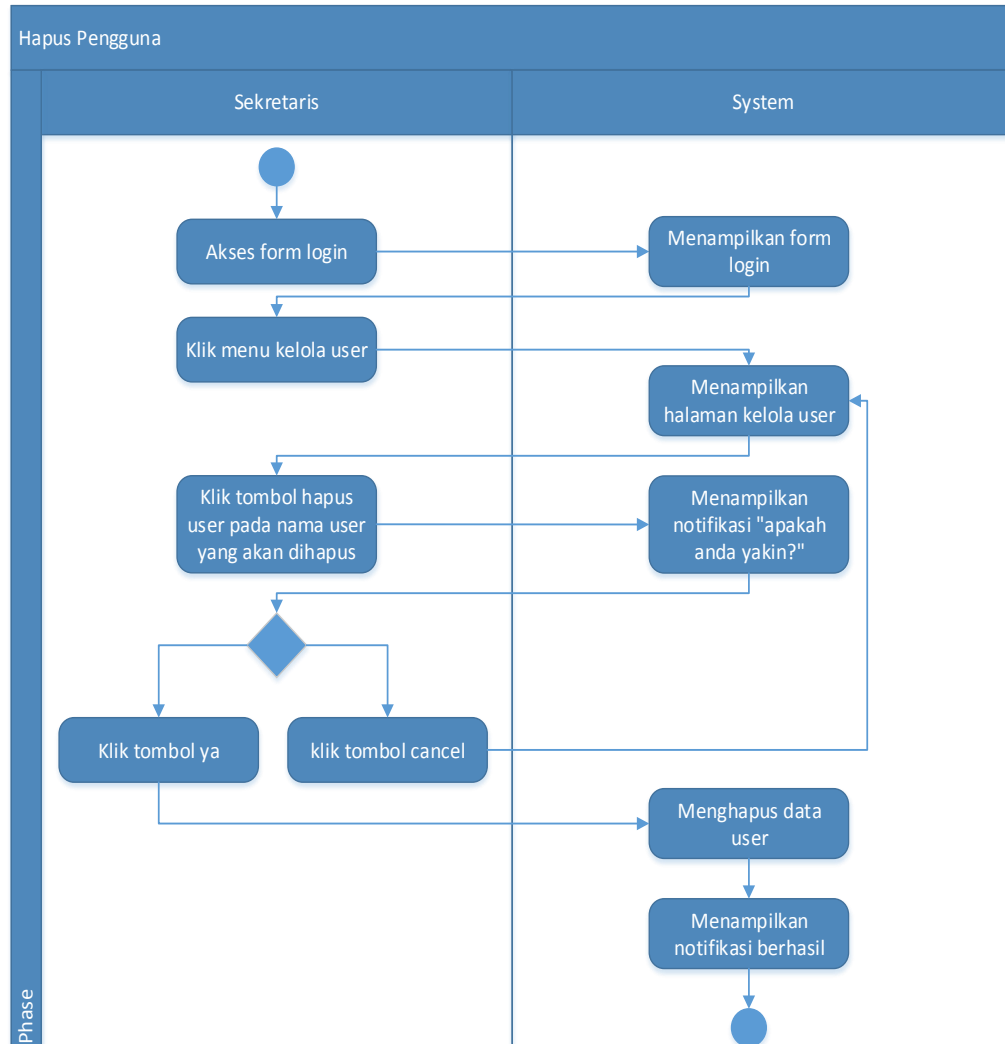 Hapus Pengguna
Sekretaris
System
Akses form login
Menampilkan form
login
Klik menu kelola user
Menampilkan
halaman kelola user
Klik tombol hapus
user pada nama user
yang akan dihapus
Menampilkan
notifikasi "apakah
anda yakin?"
Klik tombol ya
klik tombol cancel
Menghapus data
user
Menampilkan
notifikasi berhasil
Phase